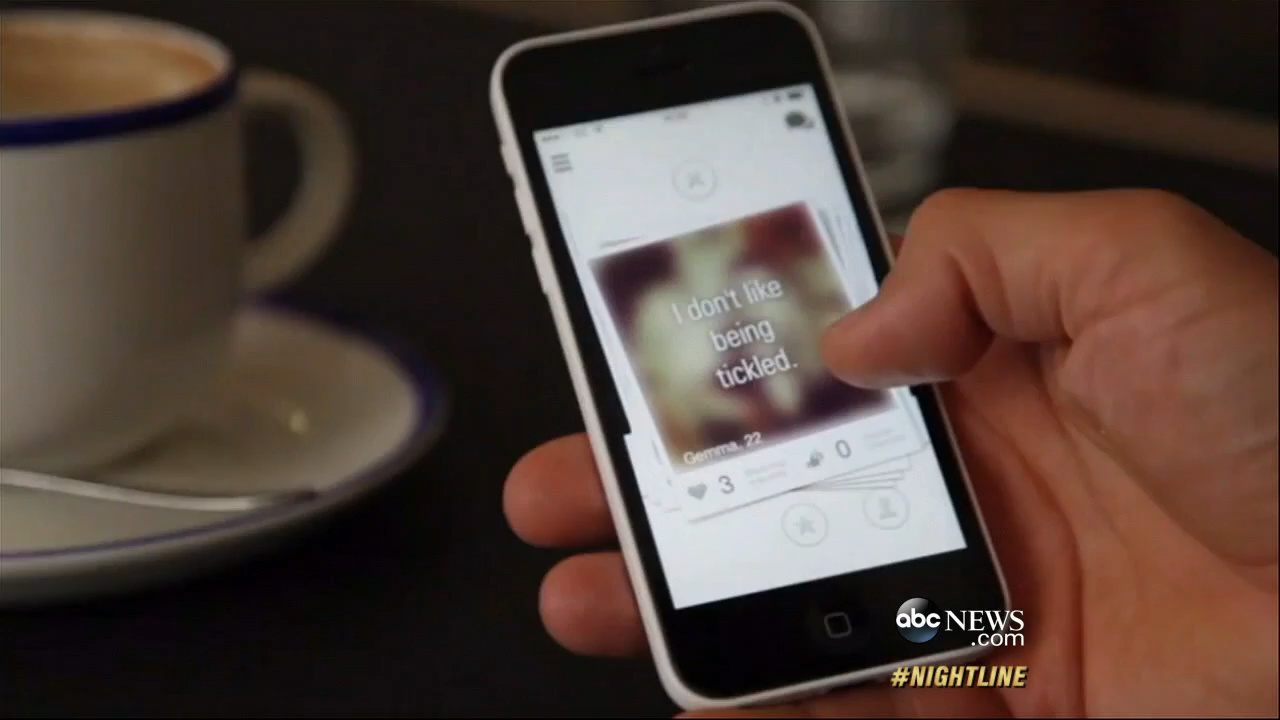 I don't like
being
tickled.
Gemma, 22
3
0
abc NEWS
.com
#NIGHTLINE